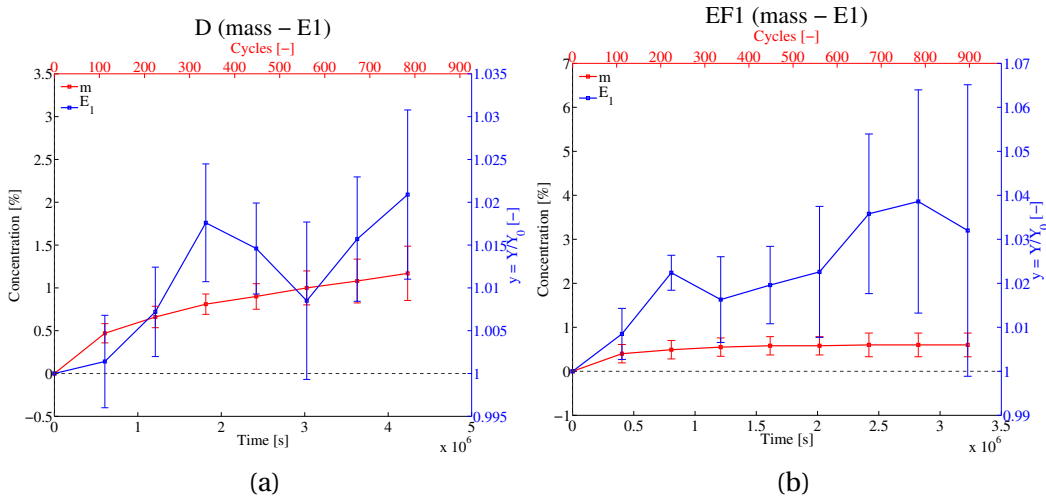 D (mass − E1)
Cycles [−]
0 100 200 300 400 500 600 700 800 900
3.5
3
2.5
2
1.5
1
0.5
0
−0.5
Concentration [%]
m
E1
1.035
1.03
1.025
1.02
1.015
1.01
1.005
1
0.995
y = Y/Y0 [−]
0 1 2 3 4 5
Time [s]
x 10^6
(a)
EF1 (mass − E1)
Cycles [−]
0 100 200 300 400 500 600 700 800 900
7
6
5
4
3
2
1
0
−1
Concentration [%]
m
E1
1.07
1.06
1.05
1.04
1.03
1.02
1.01
1
0.99
y = Y/Y0 [−]
0 0.5 1 1.5 2 2.5 3 3.5
Time [s]
x 10^6
(b)